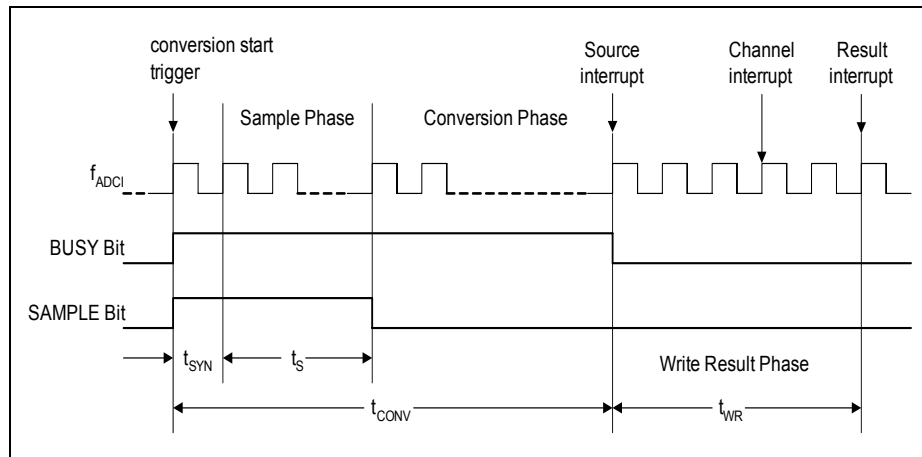 conversion start
trigger
Source
interrupt
Channel
interrupt
Result
interrupt
Sample Phase
Conversion Phase
fADCI
BUSY Bit
SAMPLE Bit
tSYN
tS
Write Result Phase
tCONV
tWR